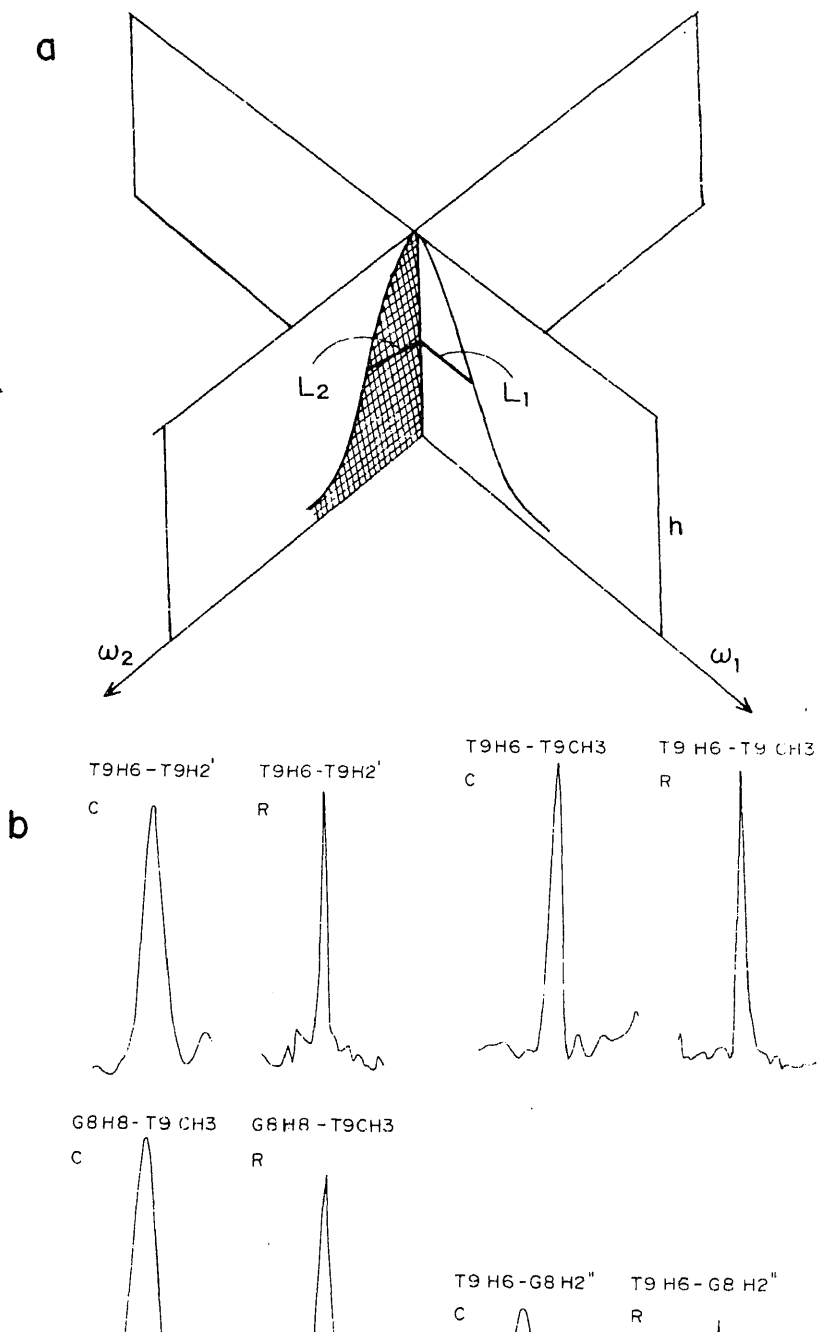 a
L2
L1
h
ω2
ω1
T9H6-T9H2'
T9H6-T9H2'
T9H6-T9CH3
T9 H6-T9 CH3
C
R
C
R
b
G8H8-T9 CH3
G8H8-T9CH3
C
R
T9 H6-G8 H2"
T9 H6-G8 H2"
C
R